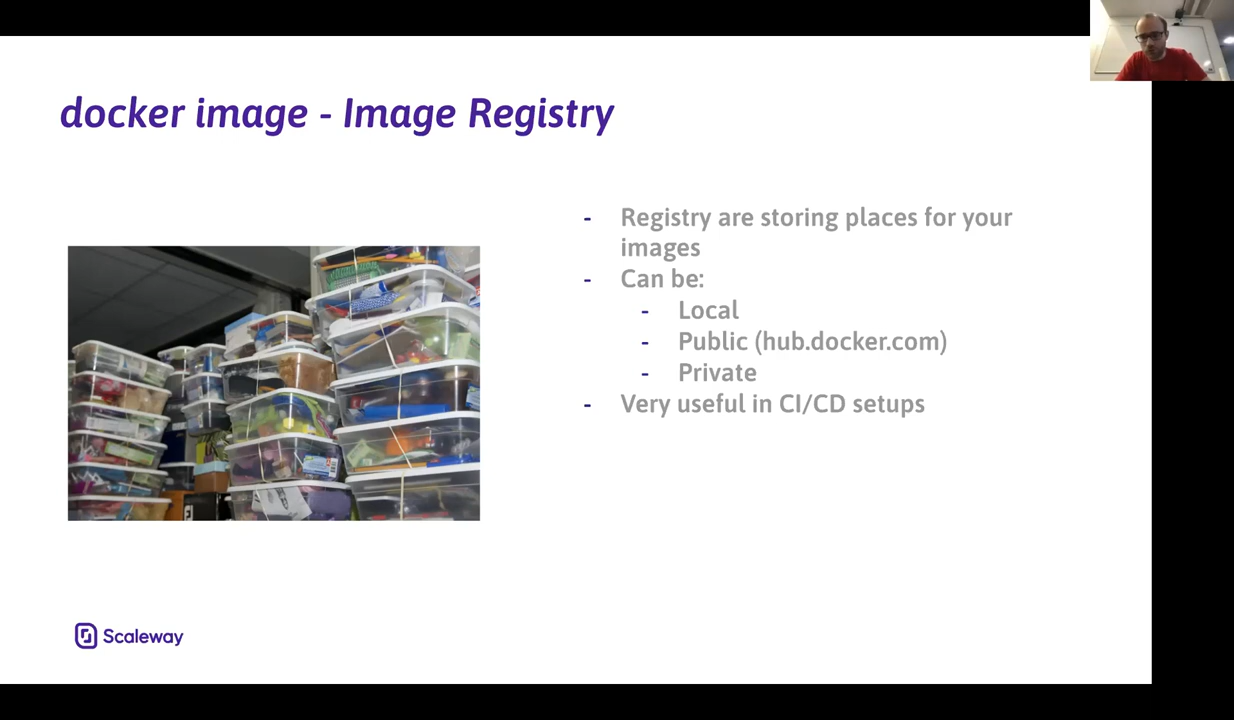 docker image - Image Registry
- Registry are storing places for your
images
- Can be:
- Local
- Public (hub.docker.com)
- Private
- Very useful in CI/CD setups
Scaleway